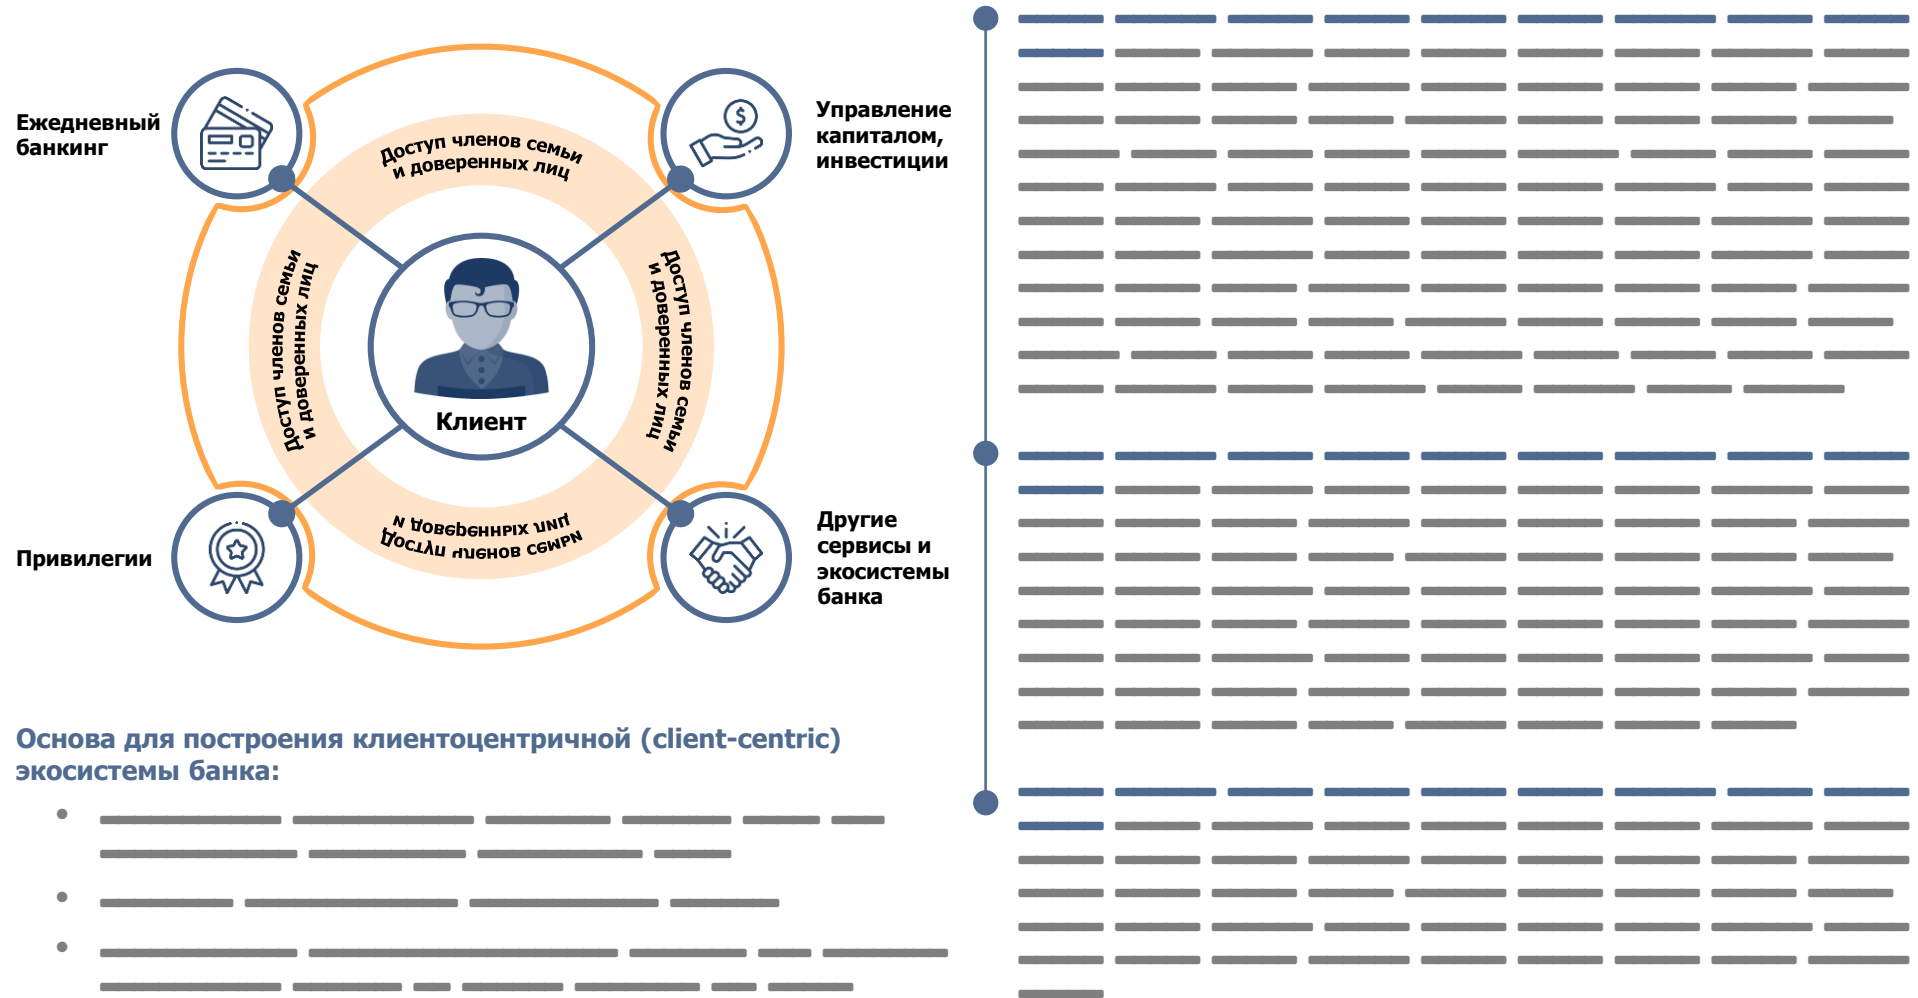 Ежедневный
банкинг
Управление
капиталом,
инвестиции
Доступ членов семьи
и доверенных лиц
Доступ членов семьи
и доверенных лиц
Доступ членов семьи
и доверенных лиц
Клиент
Доступ членов семьи
и доверенных лиц
Привилегии
Другие
сервисы и
экосистемы
банка
Основа для построения клиентоцентричной (client-centric)
экосистемы банка: